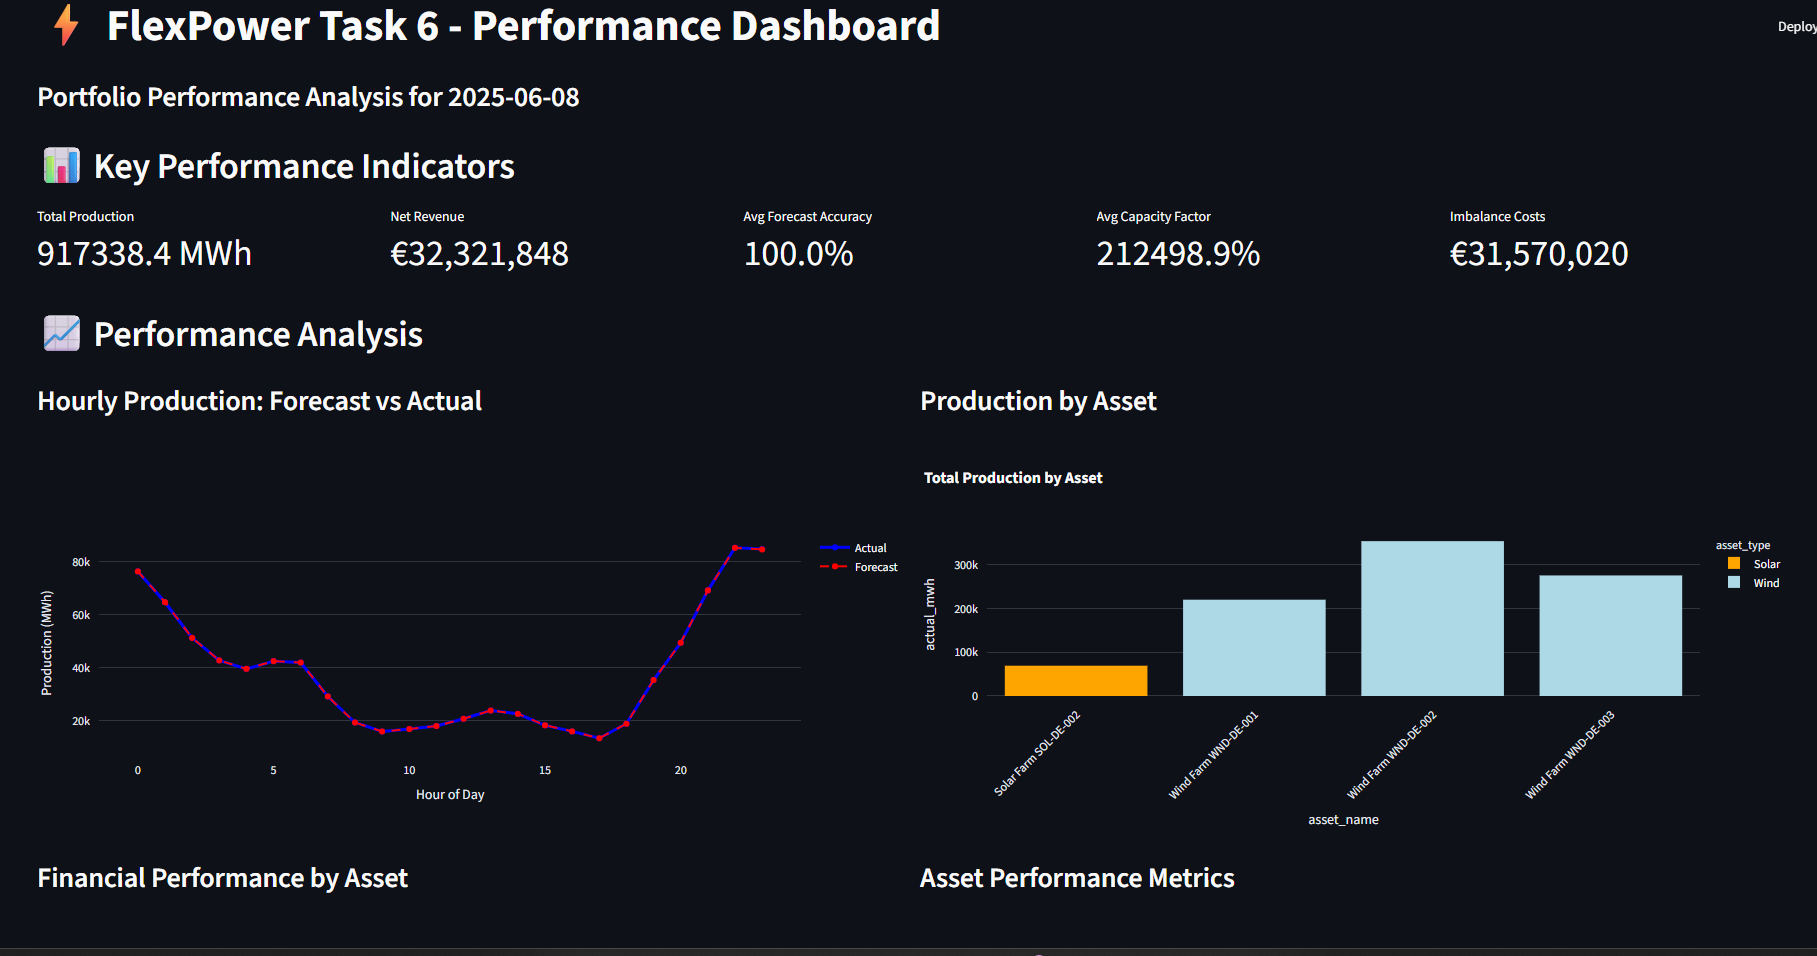 FlexPower Task 6 - Performance Dashboard
Deploy
Portfolio Performance Analysis for 2025-06-08
Key Performance Indicators
Total Production
917338.4 MWh
Net Revenue
€32,321,848
Avg Forecast Accuracy
100.0%
Avg Capacity Factor
212498.9%
Imbalance Costs
€31,570,020
Performance Analysis
Hourly Production: Forecast vs Actual
80k
60k
40k
20k
Production (MWh)
0
5
10
15
20
Hour of Day
Actual
Forecast
Production by Asset
Total Production by Asset
300k
200k
100k
0
actual_mwh
Solar Farm SOL-DE-002
Wind Farm WND-DE-001
Wind Farm WND-DE-002
Wind Farm WND-DE-003
asset_name
asset_type
Solar
Wind
Financial Performance by Asset
Asset Performance Metrics